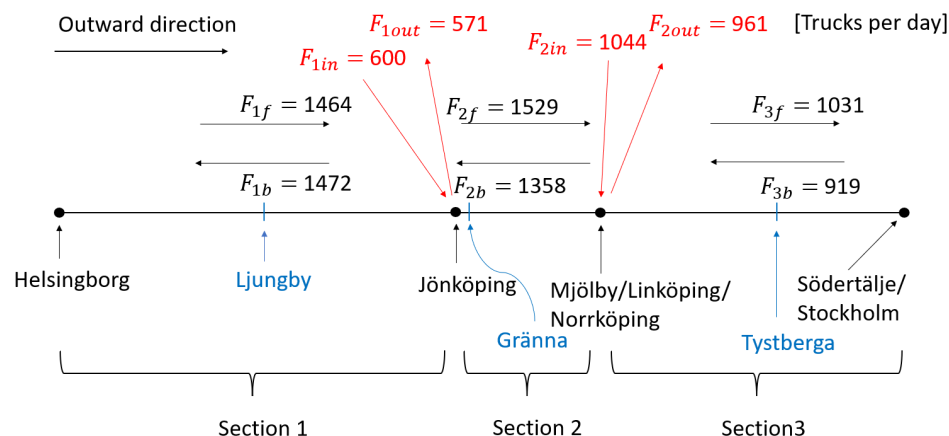 Outward direction
F1out = 571
F2out = 961
[Trucks per day]
F1in = 600
F2in = 1044
F1f = 1464
F2f = 1529
F3f = 1031
F1b = 1472
F2b = 1358
F3b = 919
Helsingborg
Ljungby
Jönköping
Mjölby/Linköping/
Norrköping
Södertälje/
Stockholm
Gränna
Tystberga
Section 1
Section 2
Section3